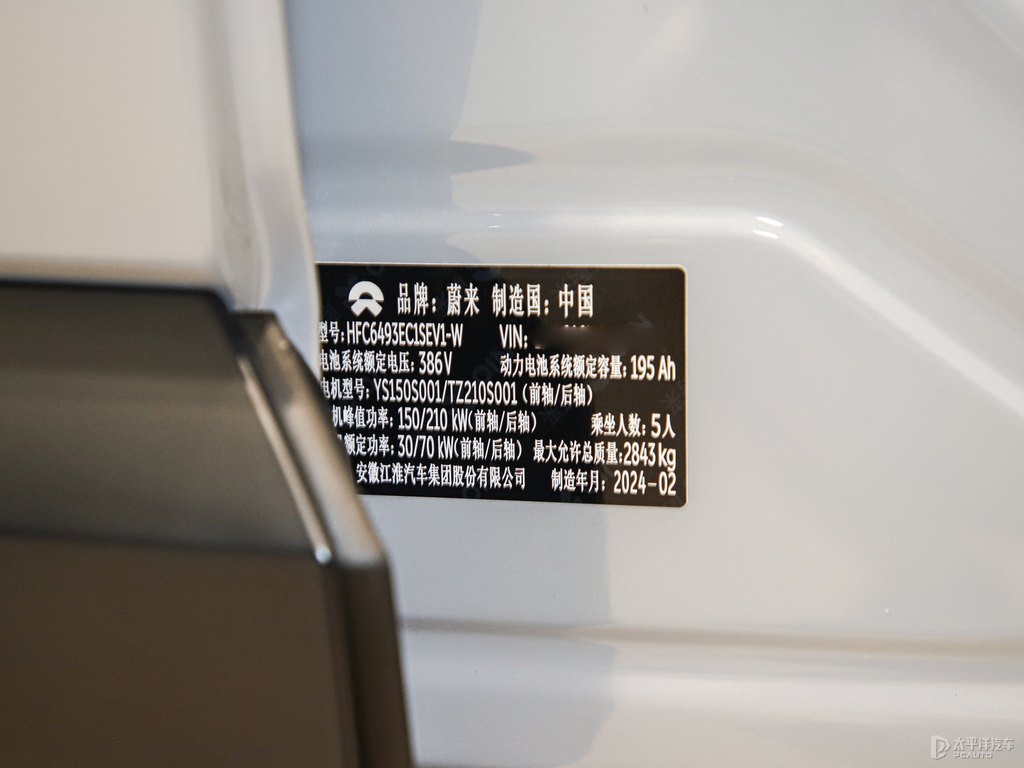 品牌：蔚来 制造国：中国
型号：HFC6493EC1SEV1-W VIN：
电池系统额定电压：386V 动力电池系统额定容量：195 Ah
电机型号：YS150S001/TZ210S001（前轴/后轴）
机峰值功率：150/210 kW（前轴/后轴） 乘坐人数：5人
额定功率：30/70 kW（前轴/后轴） 最大允许总质量：2843kg
安徽江淮汽车集团股份有限公司 制造年月：2024-02
太平洋汽车
PCAUTO